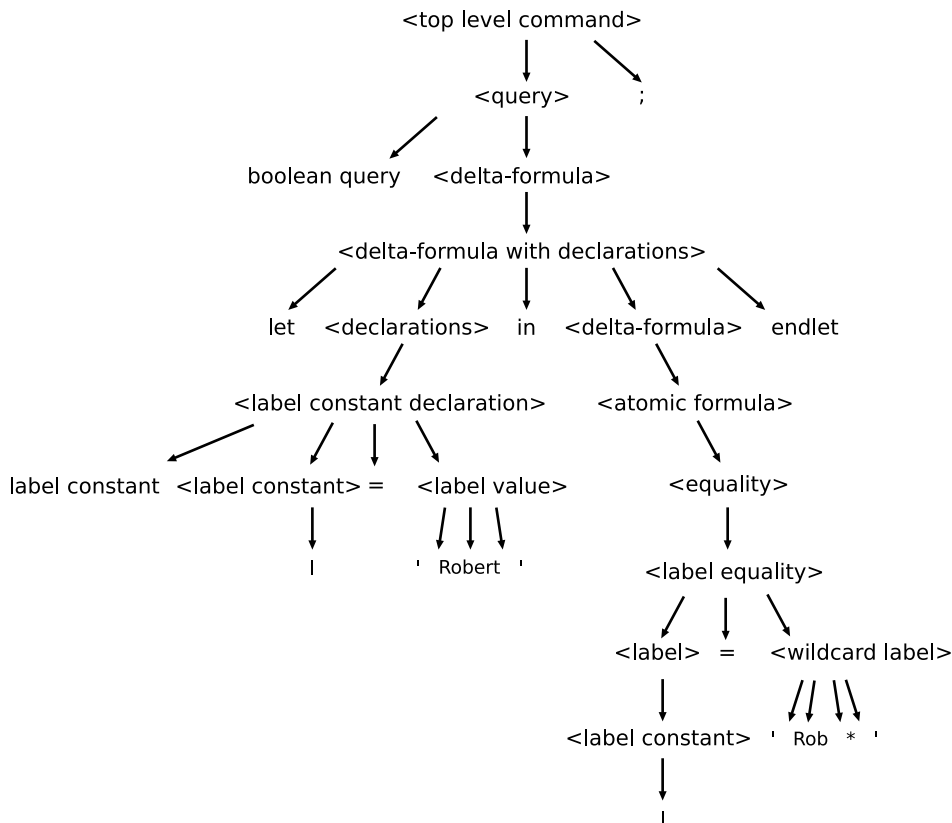 <top level command>
<query> ;
boolean query <delta-formula>
<delta-formula with declarations>
let <declarations> in <delta-formula> endlet
<label constant declaration> <atomic formula>
label constant <label constant> = <label value> <equality>
l ' Robert ' <label equality>
<label> = <wildcard label>
<label constant> ' Rob * '
l